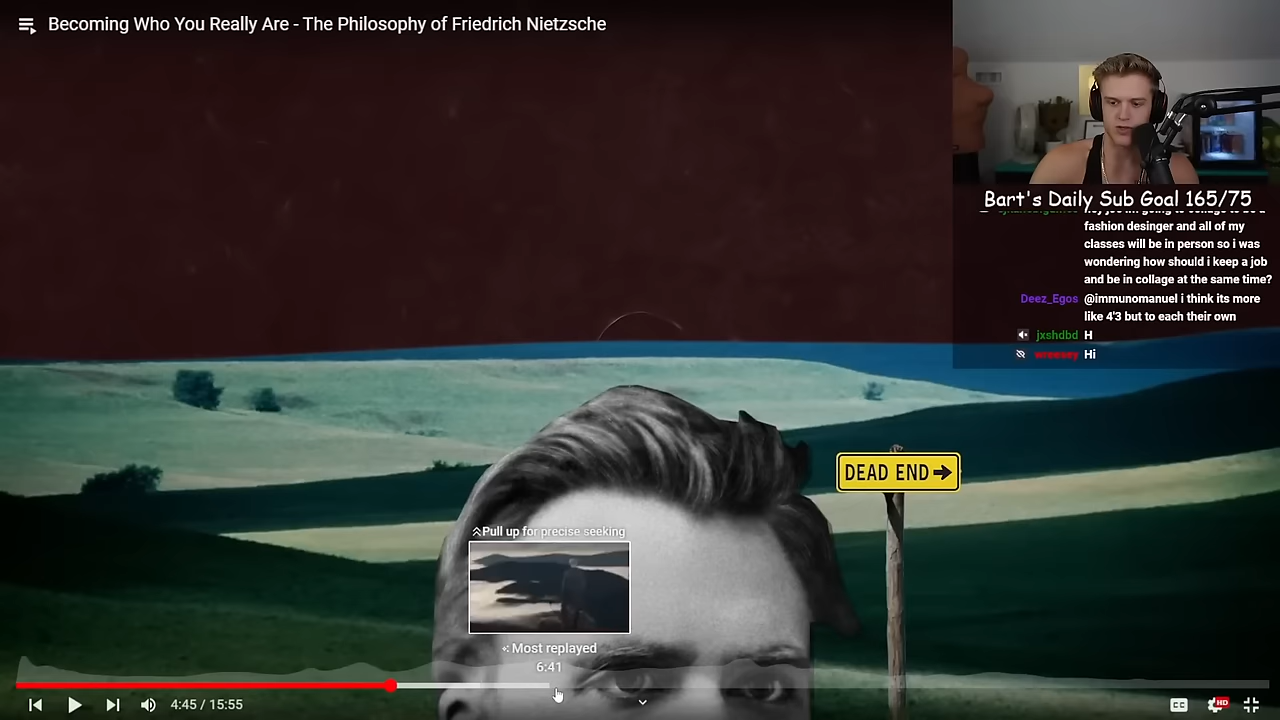 Becoming Who You Really Are - The Philosophy of Friedrich Nietzsche
Bart's Daily Sub Goal 165/75
fashion desinger and all of my
classes will be in person so i was
wondering how should i keep a job
and be in collage at the same time?
Deez_Egos @immunomanuel i think its more
like 4'3 but to each their own
jxshdbd H
wreevey Hi
DEAD END
Pull up for precise seeking
Most replayed
6:41
4:45 / 15:55
CC
HD